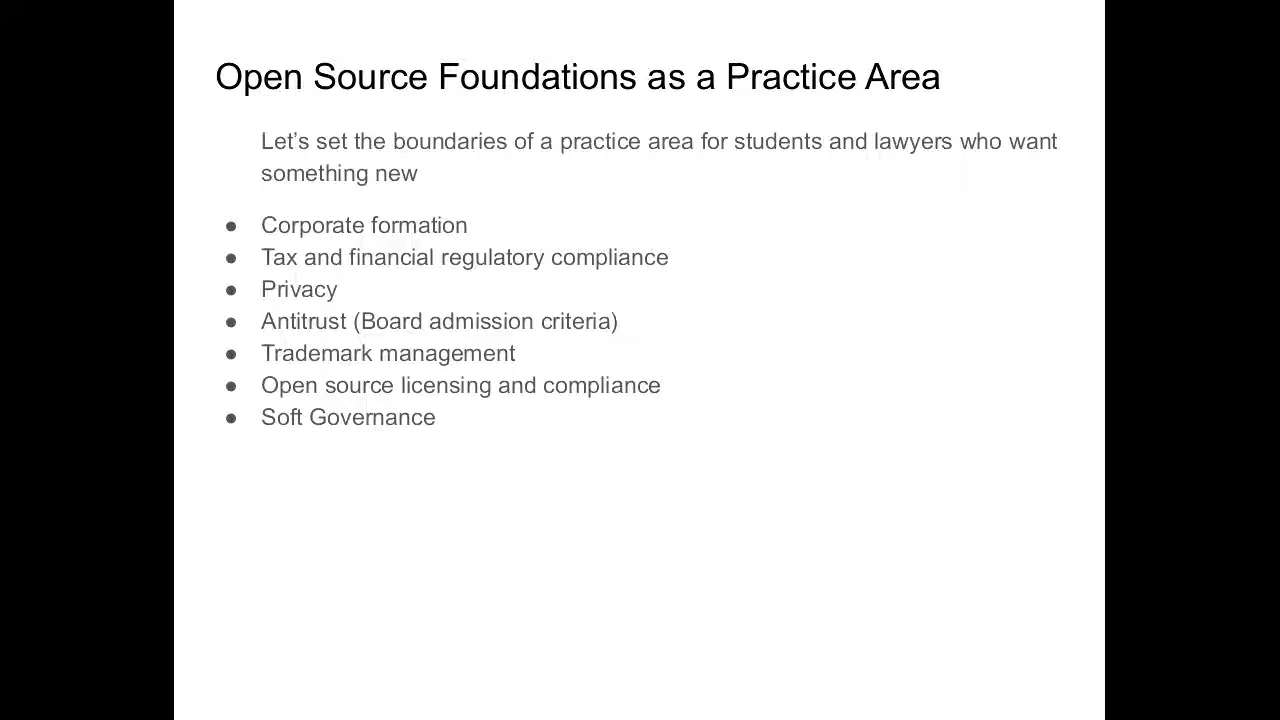 Open Source Foundations as a Practice Area
Let’s set the boundaries of a practice area for students and lawyers who want
something new
● Corporate formation
● Tax and financial regulatory compliance
● Privacy
● Antitrust (Board admission criteria)
● Trademark management
● Open source licensing and compliance
● Soft Governance